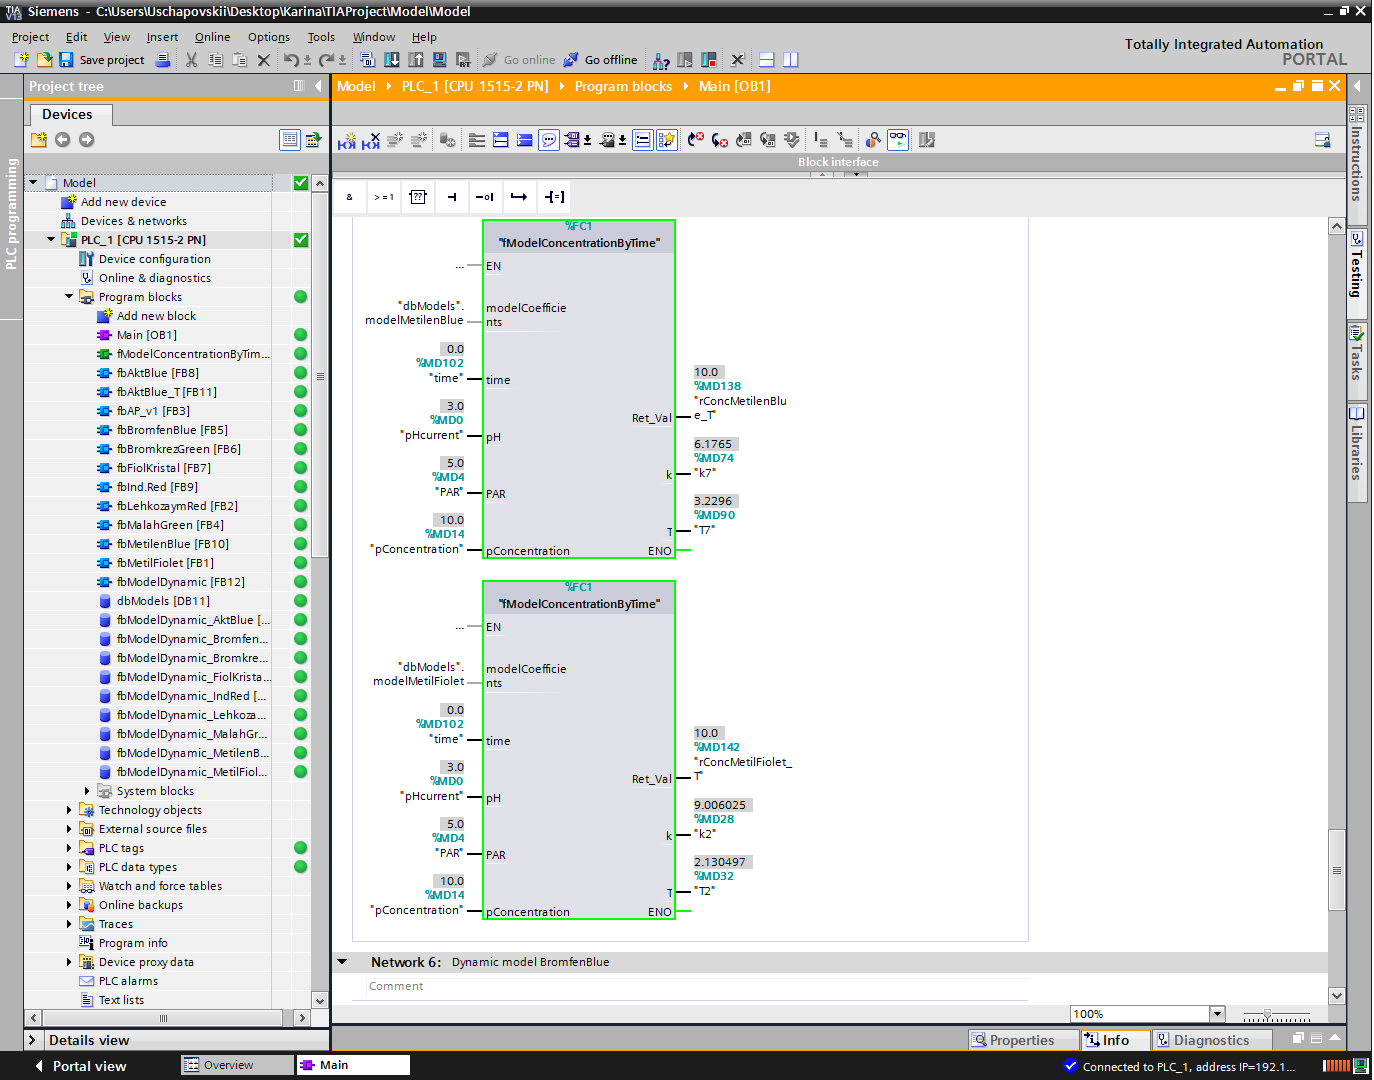 Siemens - C:\Users\Uschapovskii\Desktop\Karina\TIAProject\Model\Model
Project Edit View Insert Online Options Tools Window Help
Totally Integrated Automation
PORTAL
Save project
Go online
Go offline
Project tree
Model PLC_1 [CPU 1515-2 PN] Program blocks Main [OB1]
Devices
PLC programming
Block interface
Model
Add new device
Devices & networks
PLC_1 [CPU 1515-2 PN]
Device configuration
Online & diagnostics
Program blocks
Add new block
Main [OB1]
fModelConcentrationByTim...
fbAktBlue [FB8]
fbAktBlue_T [FB11]
fbAP_v1 [FB3]
fbBromfenBlue [FB5]
fbBromkrezGreen [FB6]
fbFiolKristal [FB7]
fbInd.Red [FB9]
fbLehkozaymRed [FB2]
fbMalahGreen [FB4]
fbMetilenBlue [FB10]
fbMetilFiolet [FB1]
fbModelDynamic [FB12]
dbModels [DB11]
fbModelDynamic_AktBlue [...
fbModelDynamic_Bromfen...
fbModelDynamic_Bromkre...
fbModelDynamic_FiolKrista...
fbModelDynamic_IndRed [...
fbModelDynamic_Lehkoza...
fbModelDynamic_MalahGr...
fbModelDynamic_MetilenB...
fbModelDynamic_MetilFiol...
System blocks
Technology objects
External source files
PLC tags
PLC data types
Watch and force tables
Online backups
Traces
Program info
Device proxy data
PLC alarms
Text lists
Details view
& >=1 ??
%FC1
"fModelConcentrationByTime"
... EN
"dbModels".
modelMetilenBlue
modelCoefficie
nts
0.0
%MD102
"time" time
3.0
%MD0
"pHcurrent" pH
5.0
%MD4
"PAR" PAR
10.0
%MD14
"pConcentration" pConcentration
10.0
%MD138
"rConcMetilenBlu
e_T"
Ret_Val
6.1765
%MD74
k "k7"
3.2296
%MD90
T "T7"
ENO
%FC1
"fModelConcentrationByTime"
... EN
"dbModels".
modelMetilFiolet
modelCoefficie
nts
0.0
%MD102
"time" time
3.0
%MD0
"pHcurrent" pH
5.0
%MD4
"PAR" PAR
10.0
%MD14
"pConcentration" pConcentration
10.0
%MD142
"rConcMetilFiolet_
T"
Ret_Val
9.006025
%MD28
k "k2"
2.130497
%MD32
T "T2"
ENO
Network 6: Dynamic model BromfenBlue
Comment
100%
Instructions
Testing
Tasks
Libraries
Properties Info Diagnostics
Portal view Overview Main
Connected to PLC_1, address IP=192.1...